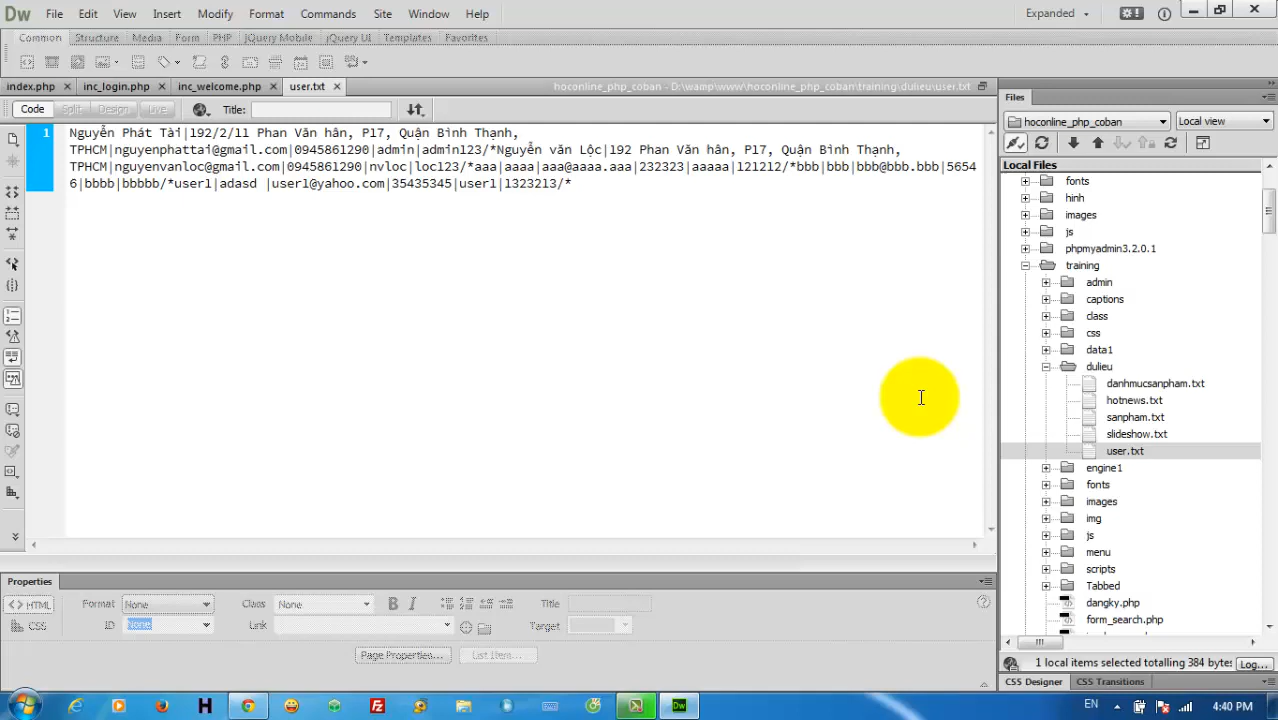 Dw File Edit View Insert Modify Format Commands Site Window Help Expanded
Common Structure Media Form PHP jQuery Mobile jQuery UI Templates Favorites
index.php inc_login.php inc_welcome.php user.txt hoconline_php_coban - D:\wamp\www\hoconline_php_coban\training\dulieu\user.txt
Code Split Design Live Title:
1 Nguyễn Phát Tài|192/2/11 Phan Văn hân, P17, Quận Bình Thạnh,
TPHCM|nguyenphattai@gmail.com|0945861290|admin|admin123/*Nguyễn văn Lộc|192 Phan Văn hân, P17, Quận Bình Thạnh,
TPHCM|nguyenvanloc@gmail.com|0945861290|nvloc|loc123/*aaa|aaaa|aaa@aaaa.aaa|232323|aaaaa|121212/*bbb|bbb|bbb@bbb.bbb|5654
6|bbbb|bbbbb/*user1|adasd |user1@yahoo.com|35435345|user1|1323213/*
Files
hoconline_php_coban Local view
Local Files
fonts
hinh
images
js
phpmyadmin3.2.0.1
training
admin
captions
class
css
data1
dulieu
danhmucsanpham.txt
hotnews.txt
sanpham.txt
slideshow.txt
user.txt
engine1
fonts
images
img
js
menu
scripts
Tabbed
dangky.php
form_search.php
1 local items selected totalling 384 bytes Log...
CSS Designer CSS Transitions
Properties
<> HTML Format None Class None B I Title
CSS ID None Link Target
Page Properties... List Item...
H Fz Dw EN 4:40 PM